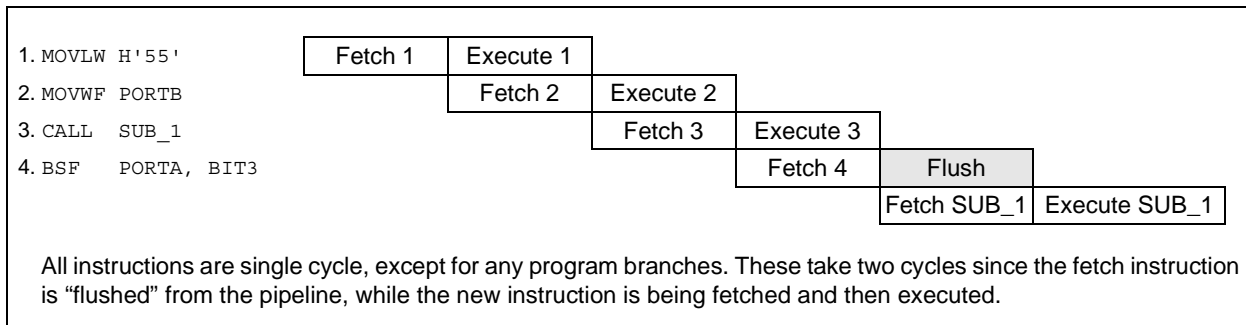 1. MOVLW H'55' Fetch 1 Execute 1
2. MOVWF PORTB Fetch 2 Execute 2
3. CALL SUB_1 Fetch 3 Execute 3
4. BSF PORTA, BIT3 Fetch 4 Flush
Fetch SUB_1 Execute SUB_1
All instructions are single cycle, except for any program branches. These take two cycles since the fetch instruction
is “flushed” from the pipeline, while the new instruction is being fetched and then executed.